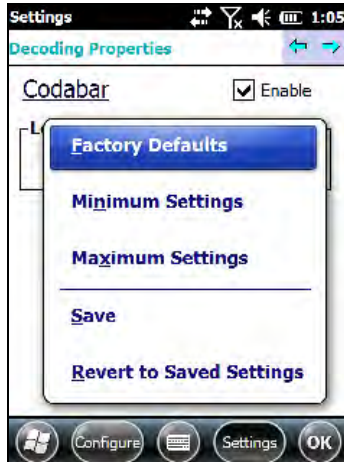 Settings 1:05
Decoding Properties
Codabar Enable
L
Factory Defaults
Minimum Settings
Maximum Settings
Save
Revert to Saved Settings
Configure Settings OK